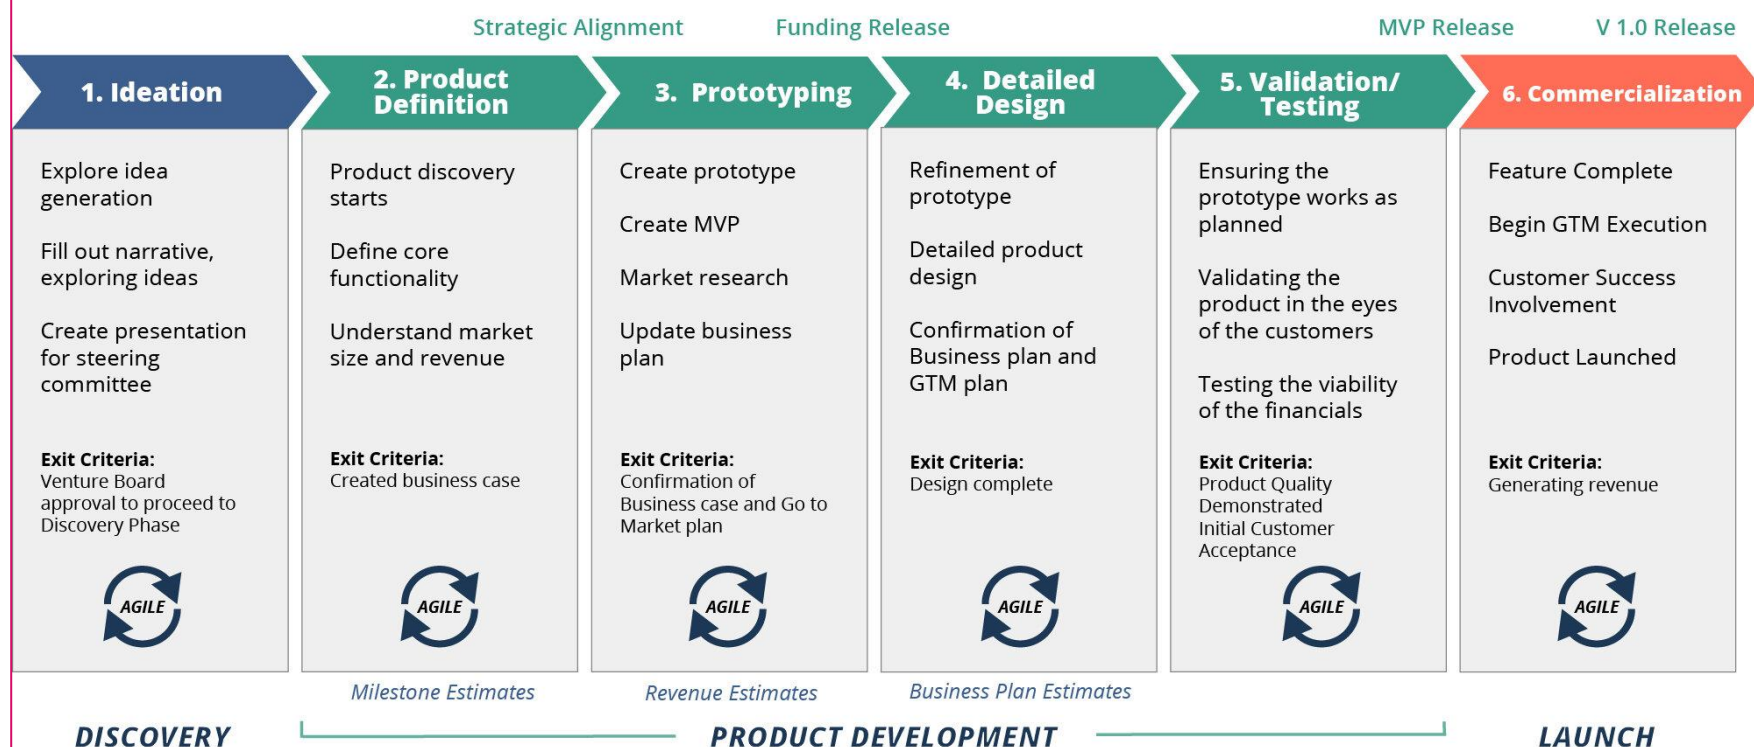 Strategic Alignment
Funding Release
MVP Release
V 1.0 Release
1. Ideation
2. Product
Definition
3. Prototyping
4. Detailed
Design
5. Validation/
Testing
6. Commercialization
Explore idea
generation
Fill out narrative,
exploring ideas
Create presentation
for steering
committee
Exit Criteria:
Venture Board
approval to proceed to
Discovery Phase
AGILE
Product discovery
starts
Define core
functionality
Understand market
size and revenue
Exit Criteria:
Created business case
AGILE
Create prototype
Create MVP
Market research
Update business
plan
Exit Criteria:
Confirmation of
Business case and Go to
Market plan
AGILE
Refinement of
prototype
Detailed product
design
Confirmation of
Business plan and
GTM plan
Exit Criteria:
Design complete
AGILE
Ensuring the
prototype works as
planned
Validating the
product in the eyes
of the customers
Testing the viability
of the financials
Exit Criteria:
Product Quality
Demonstrated
Initial Customer
Acceptance
AGILE
Feature Complete
Begin GTM Execution
Customer Success
Involvement
Product Launched
Exit Criteria:
Generating revenue
AGILE
Milestone Estimates
Revenue Estimates
Business Plan Estimates
DISCOVERY
PRODUCT DEVELOPMENT
LAUNCH